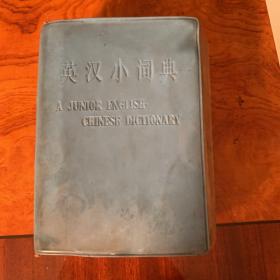 英汉小词典
A JUNIOR ENGLISH
CHINESE DICTIONARY